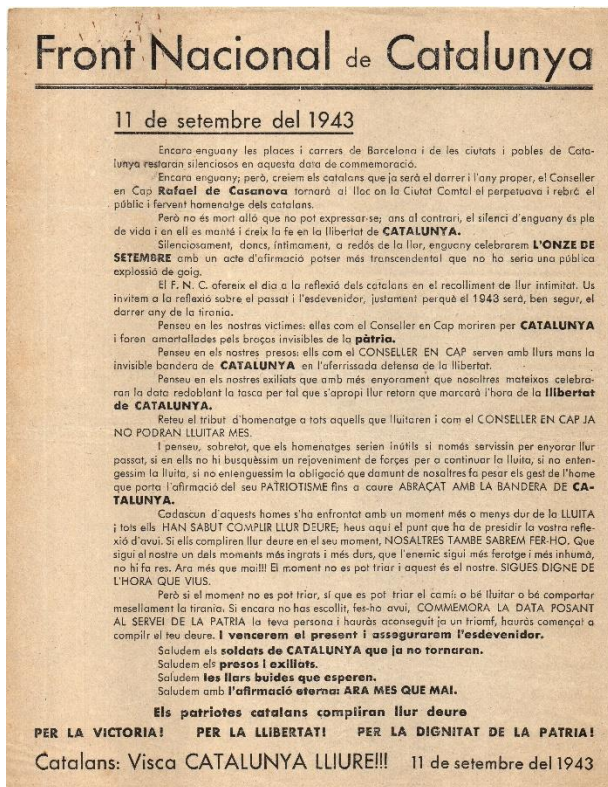 Front Nacional de Catalunya
11 de setembre del 1943
Encara enguany les places i carrers de Barcelona i de les ciutats i pobles de Cata-
lunya restaran silenciosos en aquesta data de commemoració.
Encara enguany; però, creiem els catalans que ja serà el darrer i l'any proper, el Conseller
en Cap Rafael de Casanova tornarà al lloc on la Ciutat Comtal el perpetuava i rebrà el
públic i fervent homenatge dels catalans.
Però no és mort allò que no pot expressar-se; ans al contrari, el silenci d'enguany és ple
de vida i en ell es manté i creix la fe en la llibertat de CATALUNYA.
Silenciosament, doncs, íntimament, a redós de la llor, enguany celebrarem L'ONZE DE
SETEMBRE amb un acte d'afirmació potser més transcendental que no ho seria una pública
explosió de goig.
El F. N. C. ofereix el dia a la reflexió dels catalans en el recolliment de llur intimitat. Us
invitem a la reflexió sobre el passat i l'esdevenidor, justament perquè el 1943 serà, ben segur, el
darrer any de la tirania.
Penseu en les nostres víctimes: elles com el Conseller en Cap moriren per CATALUNYA
i foren amortallades pels broços invisibles de la pàtria.
Penseu en els nostres presos: ells com el CONSELLER EN CAP serven amb llurs mans la
invisible bandera de CATALUNYA en l'aferrissada defensa de la llibertat.
Penseu en els nostres exiliats que amb més enyorament que nosaltres mateixos celebra-
ran la data redoblant la tasca per tal que s'apropi llur retorn que marcarà l'hora de la llibertat
de CATALUNYA.
Reteu el tribut d'homenatge a tots aquells que lluitaren i com el CONSELLER EN CAP JA
NO PODRAN LLUITAR MES.
I penseu, sobretot, que els homenatges serien inútils si només servissin per enyorar llur
passat, si en ells no hi busquèssim un rejoveniment de forces per a continuar la lluita, si no enten-
gessim la lluita, si no entenguessim la obligació que damunt de nosaltres fa pesar els gest de l'home
que porta l'afirmació del seu PATRIOTISME fins a caure ABRAÇAT AMB LA BANDERA DE CA-
TALUNYA.
Cadascun d'aquests homes s'ha enfrontat amb un moment més o menys dur de la LLUITA
i tots ells HAN SABUT COMPLIR LLUR DEURE; heus aquí el punt que ha de presidir la vostra refle-
xió d'avui. Si ells compliren llur deure en el seu moment, NOSALTRES TAMBE SABREM FER-HO. Que
sigui el nostre un dels moments més ingrats i més durs, que l'enemic sigui més ferotge i més inhumà,
no hi fa res. Ara més que mai!!! El moment no es pot triar i aquest és el nostre. SIGUES DIGNE DE
L'HORA QUE VIUS.
Però si el moment no es pot triar, sí que es pot triar el camí: o bé lluitar o bé comportar
mesellament la tirania. Si encara no has escollit, fes-ho avui, COMMEMORA LA DATA POSANT
AL SERVEI DE LA PATRIA la teva persona i hauràs aconseguit ja un triomf, hauràs començat a
complir el teu deure. I vencerem el present i assegurarem l'esdevenidor.
Saludem els soldats de CATALUNYA que ja no tornaran.
Saludem els presos i exiliats.
Saludem les llars buides que esperen.
Saludem amb l'afirmació eterna: ARA MES QUE MAI.
Els patriotes catalans compliran llur deure
PER LA VICTORIA! PER LA LLIBERTAT! PER LA DIGNITAT DE LA PATRIA!
Catalans: Visca CATALUNYA LLIURE!!! 11 de setembre del 1943